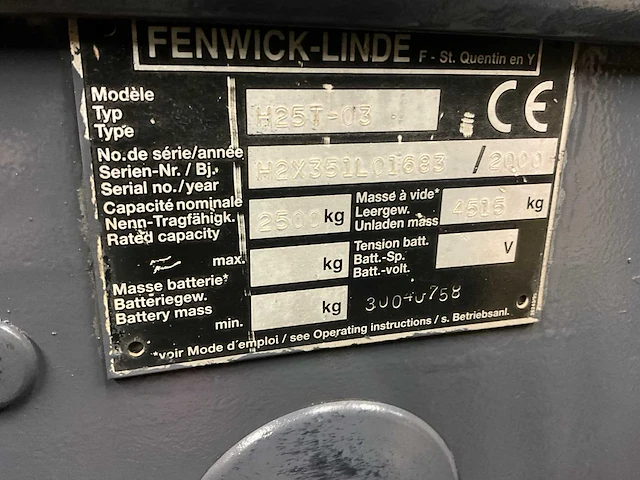 FENWICK-LINDE F - St. Quentin en Y
Modèle
Typ
Type
H25T-03
CE
No.de série/année
Serien-Nr. / Bj.
Serial no./year
H2X351L01683 / 2000
Capacité nominale
Nenn-Tragfähigk.
Rated capacity
2500 kg
Masse à vide*
Leergew.
Unladen mass
4515 kg
max. kg
Masse batterie*
Batteriegew.
Battery mass
min. kg
Tension batt.
Batt.-Sp.
Batt.-volt.
V
*voir Mode d'emploi / see Operating instructions / s. Betriebsanl.